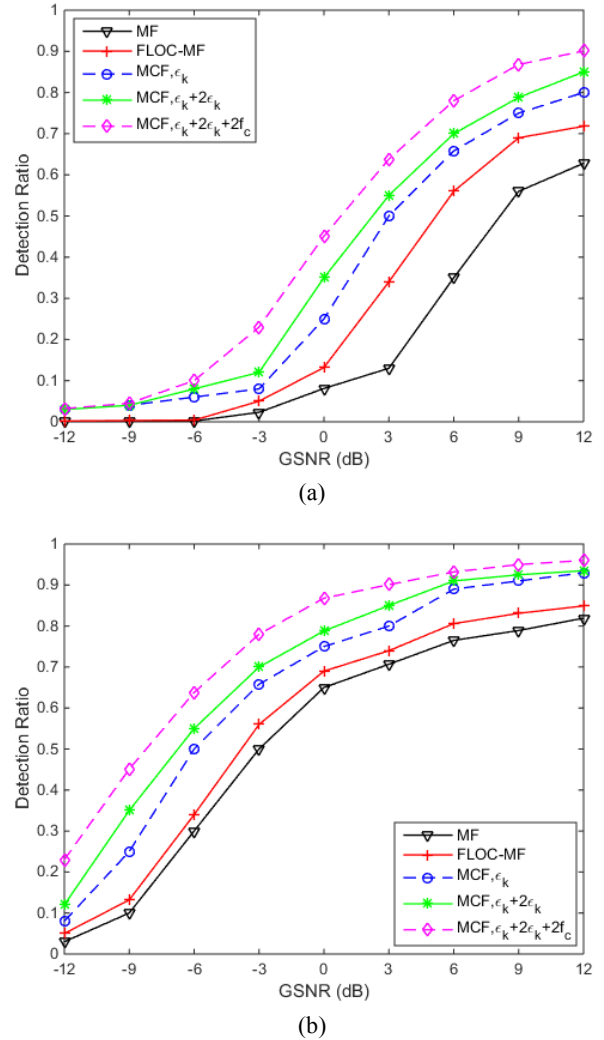 1
0.9
0.8
0.7
0.6
0.5
0.4
0.3
0.2
0.1
0
Detection Ratio
MF
FLOC-MF
MCF,ϵk
MCF,ϵk+2ϵk
MCF,ϵk+2ϵk+2fc
-12 -9 -6 -3 0 3 6 9 12
GSNR (dB)
(a)
1
0.9
0.8
0.7
0.6
0.5
0.4
0.3
0.2
0.1
0
Detection Ratio
MF
FLOC-MF
MCF,ϵk
MCF,ϵk+2ϵk
MCF,ϵk+2ϵk+2fc
-12 -9 -6 -3 0 3 6 9 12
GSNR (dB)
(b)